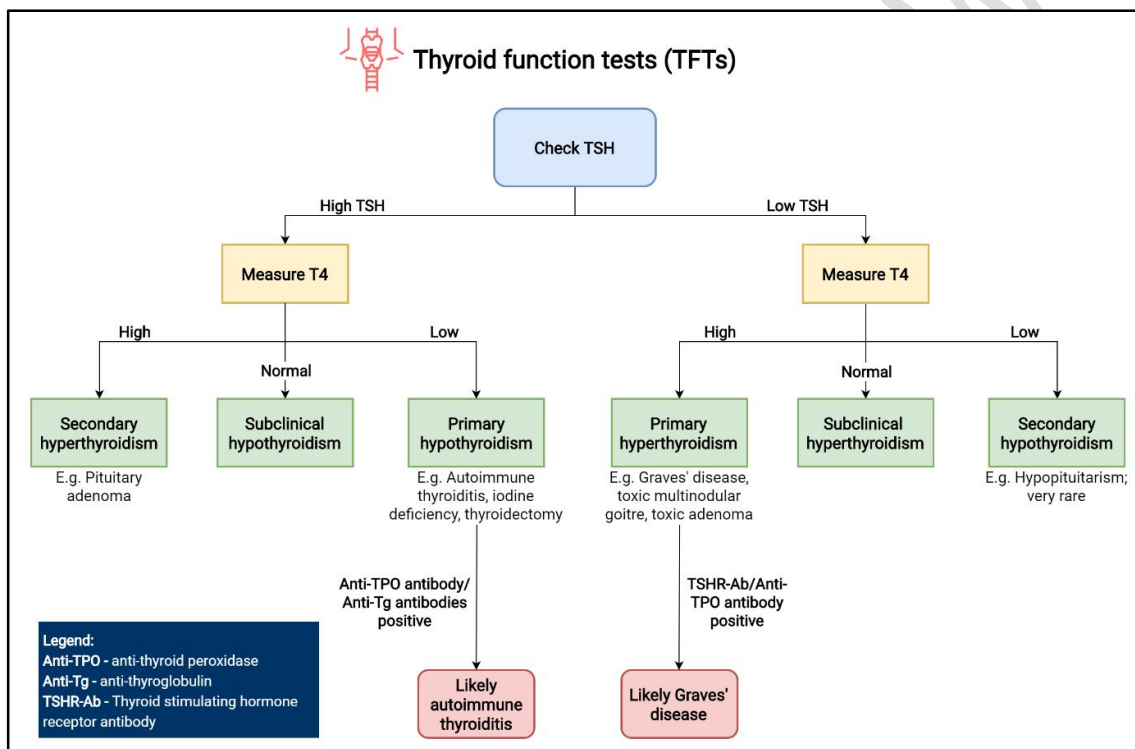 Thyroid function tests (TFTs)
Check TSH
High TSH
Low TSH
Measure T4
Measure T4
High
Low
Normal
High
Low
Normal
Secondary
hyperthyroidism
E.g. Pituitary
adenoma
Subclinical
hypothyroidism
Primary
hypothyroidism
E.g. Autoimmune
thyroiditis, iodine
deficiency, thyroidectomy
Primary
hyperthyroidism
E.g. Graves' disease,
toxic multinodular
goitre, toxic adenoma
Subclinical
hyperthyroidism
Secondary
hypothyroidism
E.g. Hypopituitarism;
very rare
Anti-TPO antibody/
Anti-Tg antibodies
positive
TSHR-Ab/Anti-
TPO antibody
positive
Likely
autoimmune
thyroiditis
Likely Graves'
disease
Legend:
Anti-TPO - anti-thyroid peroxidase
Anti-Tg - anti-thyroglobulin
TSHR-Ab - Thyroid stimulating hormone
receptor antibody